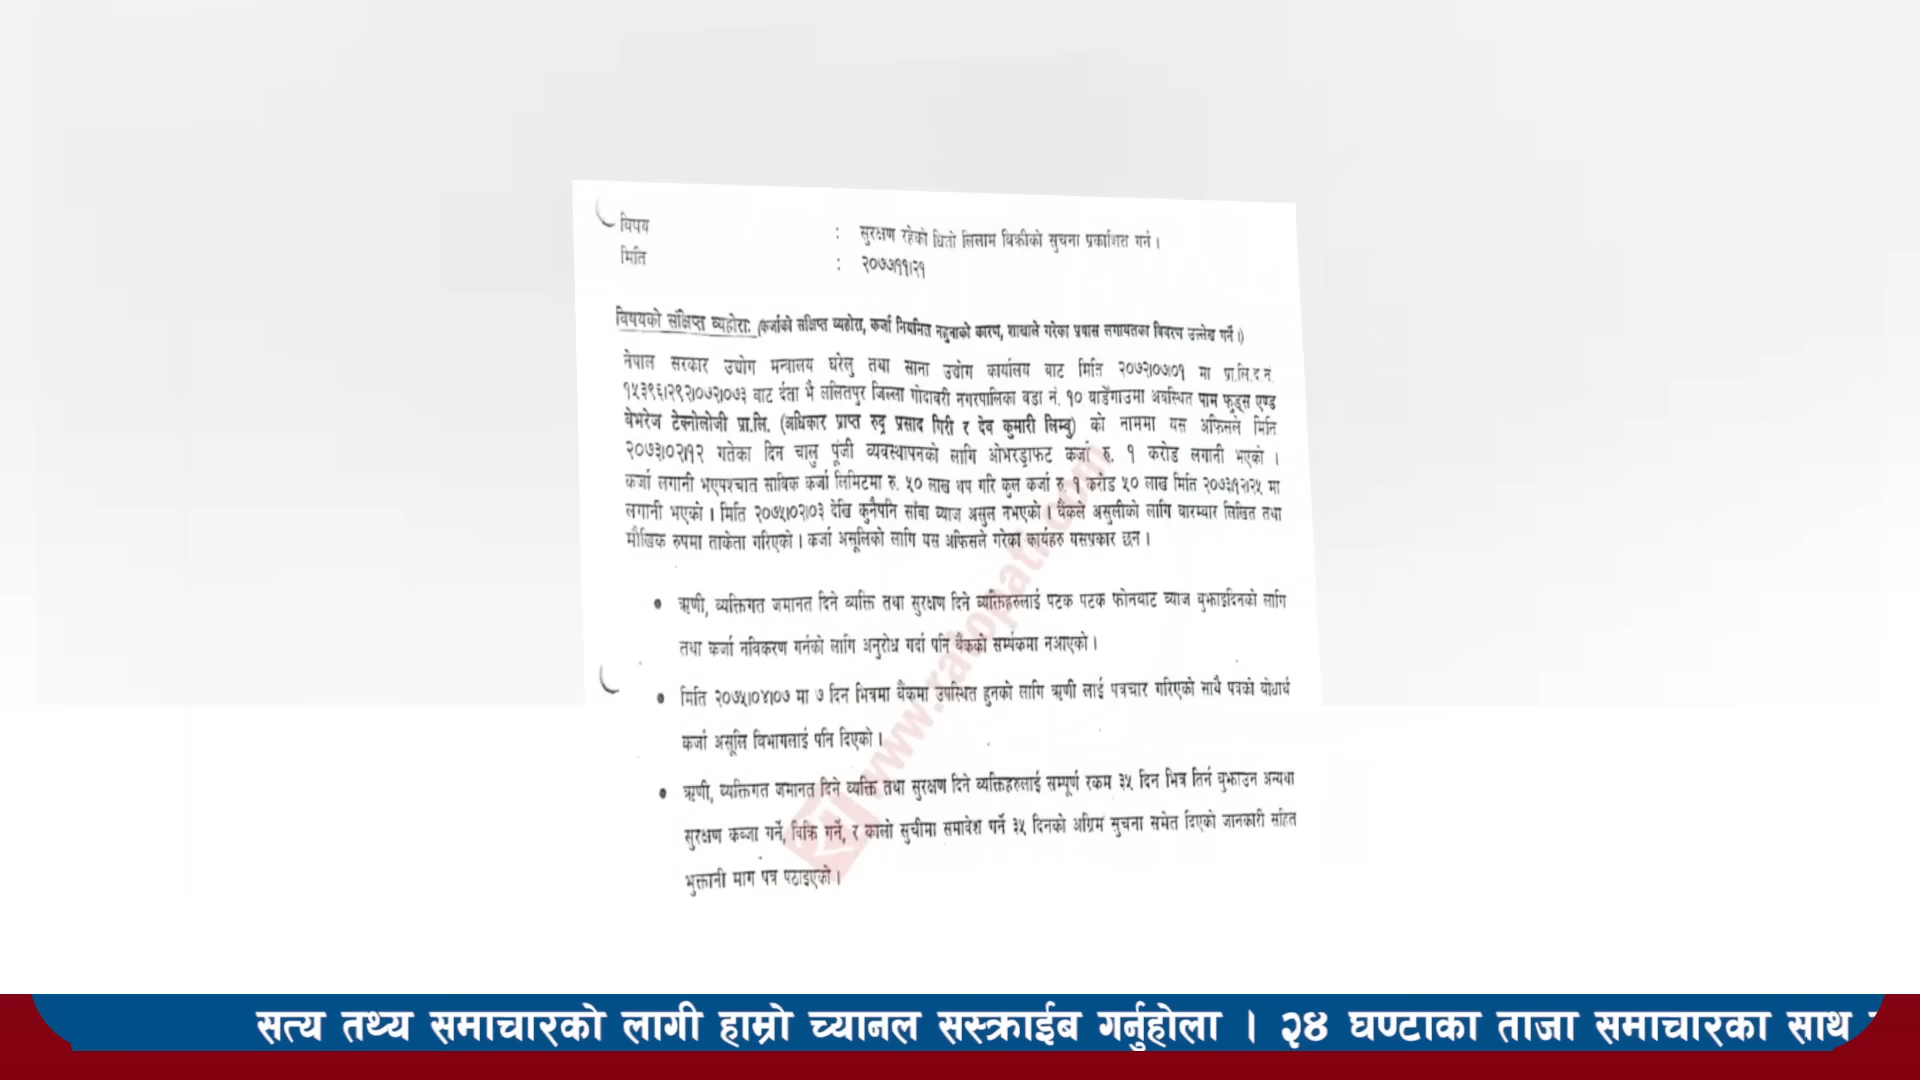 विषय : सुरक्षण रहेको धितो लिलाम बिक्रीको सुचना प्रकाशित गर्न ।
मिति : २०७७।११।२१
विषयको संक्षिप्त व्यहोरा: (कर्जाको संक्षिप्त व्यहोरा, कर्जा नियमित नहुनाको कारण, शाखाले गरेका प्रयास लगायतका विवरण उल्लेख गर्ने ।)
नेपाल सरकार उद्योग मन्त्रालय घरेलु तथा साना उद्योग कार्यालय बाट मिति २०७२।०७।०१ मा प्रा.लि.द.नं.
१५३९६।२९२।०७२।०७३ बाट दर्ता भै ललितपुर जिल्ला गोदावरी नगरपालिका वडा नं. १० बाडेगाउमा अवस्थित पाम फुड्स एण्ड
बेभरेज टेक्नोलोजी प्रा.लि. (अधिकार प्राप्त रुद्र प्रसाद गिरी र देव कुमारी लिम्बु) को नाममा यस अफिसले मिति
२०७३।०२।१२ गतेका दिन चालु पूंजी व्यवस्थापनको लागि ओभरड्राफट कर्जा रु. १ करोड लगानी भएको ।
कर्जा लगानी भएपश्चात साविक कर्जा लिमिटमा रु. ५० लाख थप गरि कुल कर्जा रु. १ करोड ५० लाख मिति २०७३।१२।२५ मा
लगानी भएको । मिति २०७५।०२।०३ देखि कुनैपनि सांवा व्याज असुल नभएको । बैंकले असुलीको लागि बारम्बार लिखित तथा
मौखिक रुपमा ताकेता गरिएको । कर्जा असूलिको लागि यस अफिसले गरेका कार्यहरु यसप्रकार छन ।
• ऋणी, व्यक्तिगत जमानत दिने व्यक्ति तथा सुरक्षण दिने व्यक्तिहरुलाई पटक पटक फोनबाट व्याज बुझाइदिनको लागि
तथा कर्जा नविकरण गर्नको लागि अनुरोध गर्दा पनि बैंकको सर्म्पकमा नआएको ।
• मिति २०७५।०४।०७ मा ७ दिन भित्रमा बैंकमा उपस्थित हुनको लागि ऋणी लाई पत्रचार गरिएको साथै पत्रको बोधार्थ
कर्जा असूलि विभागलाई पनि दिएको ।
• ऋणी, व्यक्तिगत जमानत दिने व्यक्ति तथा सुरक्षण दिने व्यक्तिहरुलाई सम्पूर्ण रकम ३५ दिन भित्र तिर्न बुझाउन अन्यथा
सुरक्षण कब्जा गर्ने, बिक्रि गर्ने, र कालो सुचीमा समावेश गर्ने ३५ दिनको अग्रिम सुचना समेत दिएको जानकारी सहित
भुक्तानी माग पत्र पठाइएको ।
www.ratopati.com
सत्य तथ्य समाचारको लागी हाम्रो च्यानल सस्क्राईब गर्नुहोला । २४ घण्टाका ताजा समाचारका साथ